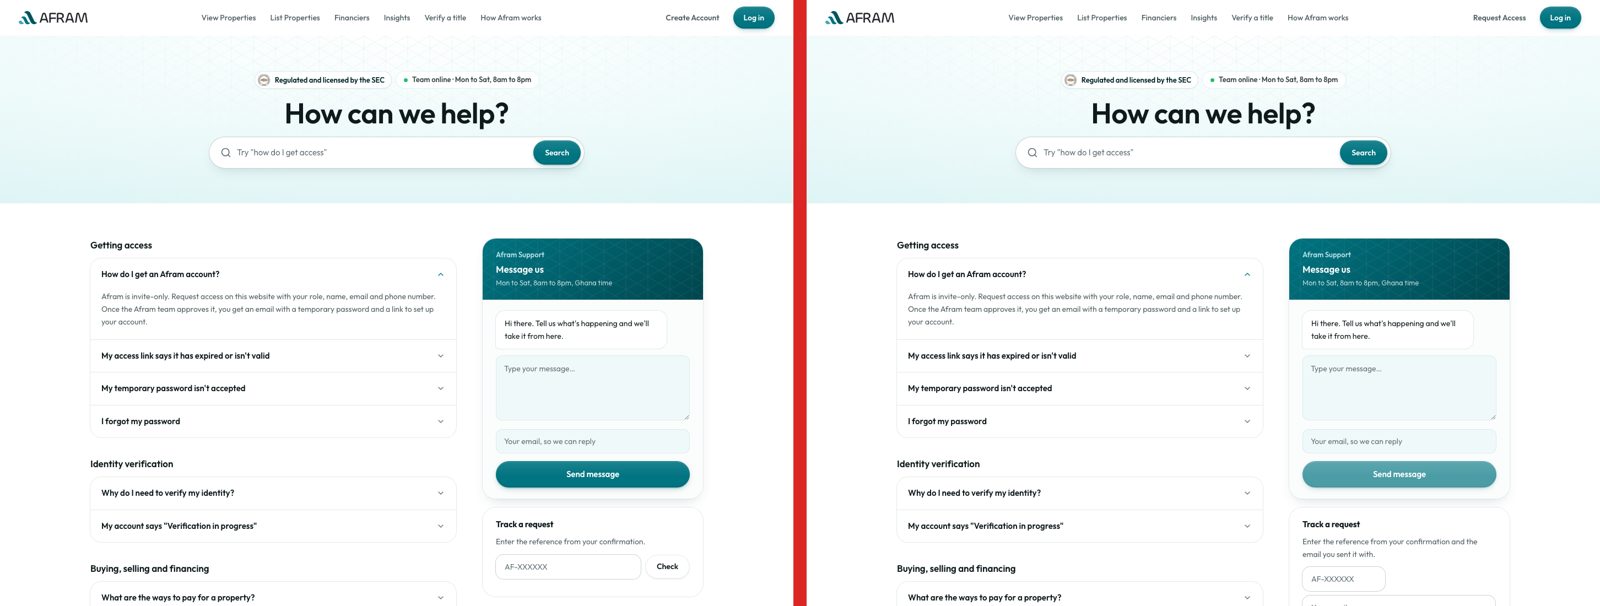 AFRAM
View Properties List Properties Financiers Insights Verify a title How Afram works
Create Account Log in
Regulated and licensed by the SEC
Team online · Mon to Sat, 8am to 8pm
How can we help?
Try "how do I get access"
Search
Getting access
How do I get an Afram account?
Afram is invite-only. Request access on this website with your role, name, email and phone number.
Once the Afram team approves it, you get an email with a temporary password and a link to set up
your account.
My access link says it has expired or isn't valid
My temporary password isn't accepted
I forgot my password
Identity verification
Why do I need to verify my identity?
My account says "Verification in progress"
Buying, selling and financing
What are the ways to pay for a property?
Afram Support
Message us
Mon to Sat, 8am to 8pm, Ghana time
Hi there. Tell us what's happening and we'll
take it from here.
Type your message...
Your email, so we can reply
Send message
Track a request
Enter the reference from your confirmation.
AF-XXXXXX
Check
AFRAM
View Properties List Properties Financiers Insights Verify a title How Afram works
Request Access Log in
Regulated and licensed by the SEC
Team online · Mon to Sat, 8am to 8pm
How can we help?
Try "how do I get access"
Search
Getting access
How do I get an Afram account?
Afram is invite-only. Request access on this website with your role, name, email and phone number.
Once the Afram team approves it, you get an email with a temporary password and a link to set up
your account.
My access link says it has expired or isn't valid
My temporary password isn't accepted
I forgot my password
Identity verification
Why do I need to verify my identity?
My account says "Verification in progress"
Buying, selling and financing
What are the ways to pay for a property?
Afram Support
Message us
Mon to Sat, 8am to 8pm, Ghana time
Hi there. Tell us what's happening and we'll
take it from here.
Type your message...
Your email, so we can reply
Send message
Track a request
Enter the reference from your confirmation and the
email you sent it with.
AF-XXXXXX